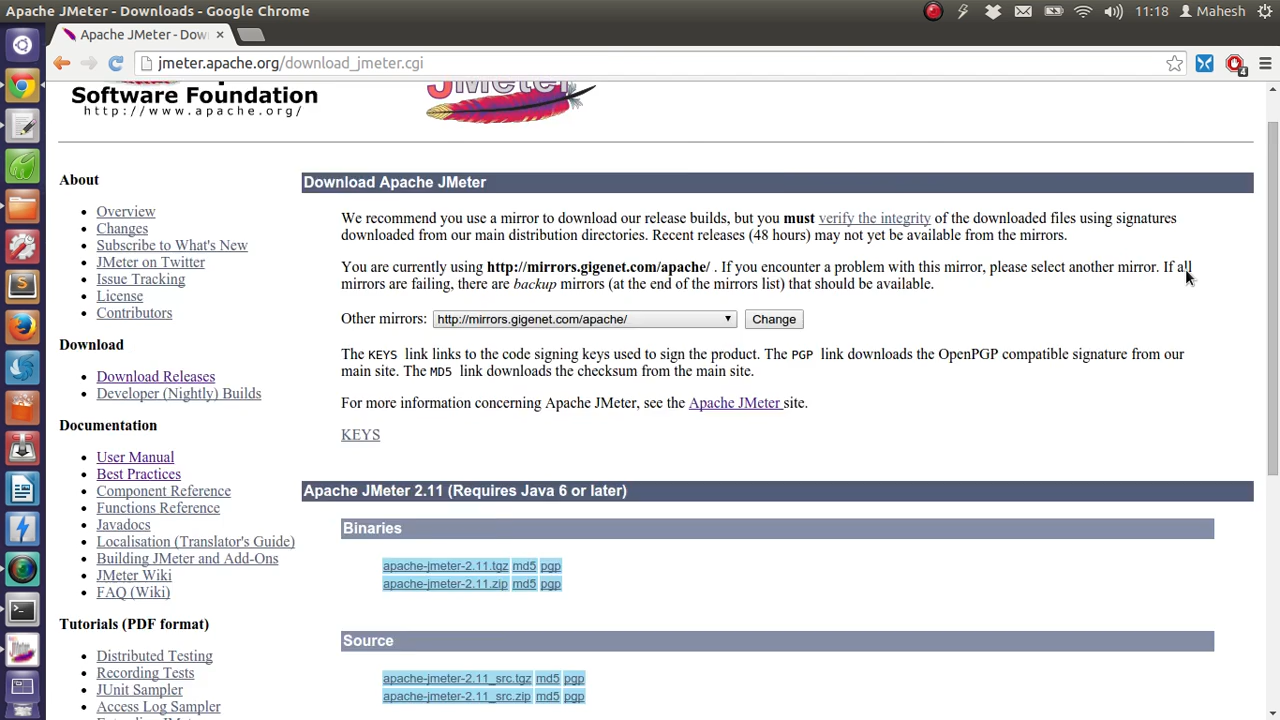 Apache JMeter - Downloads - Google Chrome
11:18 Mahesh
Apache JMeter - Dow
jmeter.apache.org/download_jmeter.cgi
4
Software Foundation
http://www.apache.org/
JMeter
About
Overview
Changes
Subscribe to What's New
JMeter on Twitter
Issue Tracking
License
Contributors
Download
Download Releases
Developer (Nightly) Builds
Documentation
User Manual
Best Practices
Component Reference
Functions Reference
Javadocs
Localisation (Translator's Guide)
Building JMeter and Add-Ons
JMeter Wiki
FAQ (Wiki)
Tutorials (PDF format)
Distributed Testing
Recording Tests
JUnit Sampler
Access Log Sampler
Download Apache JMeter
We recommend you use a mirror to download our release builds, but you must verify the integrity of the downloaded files using signatures
downloaded from our main distribution directories. Recent releases (48 hours) may not yet be available from the mirrors.
You are currently using http://mirrors.gigenet.com/apache/ . If you encounter a problem with this mirror, please select another mirror. If all
mirrors are failing, there are backup mirrors (at the end of the mirrors list) that should be available.
Other mirrors: http://mirrors.gigenet.com/apache/ Change
The KEYS link links to the code signing keys used to sign the product. The PGP link downloads the OpenPGP compatible signature from our
main site. The MD5 link downloads the checksum from the main site.
For more information concerning Apache JMeter, see the Apache JMeter site.
KEYS
Apache JMeter 2.11 (Requires Java 6 or later)
Binaries
apache-jmeter-2.11.tgz md5 pgp
apache-jmeter-2.11.zip md5 pgp
Source
apache-jmeter-2.11_src.tgz md5 pgp
apache-jmeter-2.11_src.zip md5 pgp